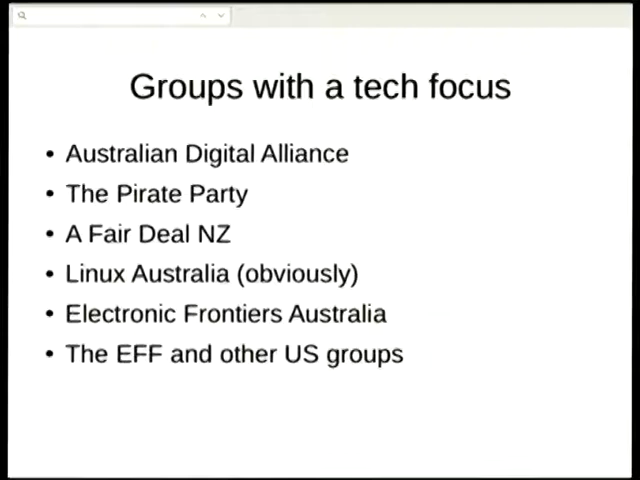 Groups with a tech focus
• Australian Digital Alliance
• The Pirate Party
• A Fair Deal NZ
• Linux Australia (obviously)
• Electronic Frontiers Australia
• The EFF and other US groups